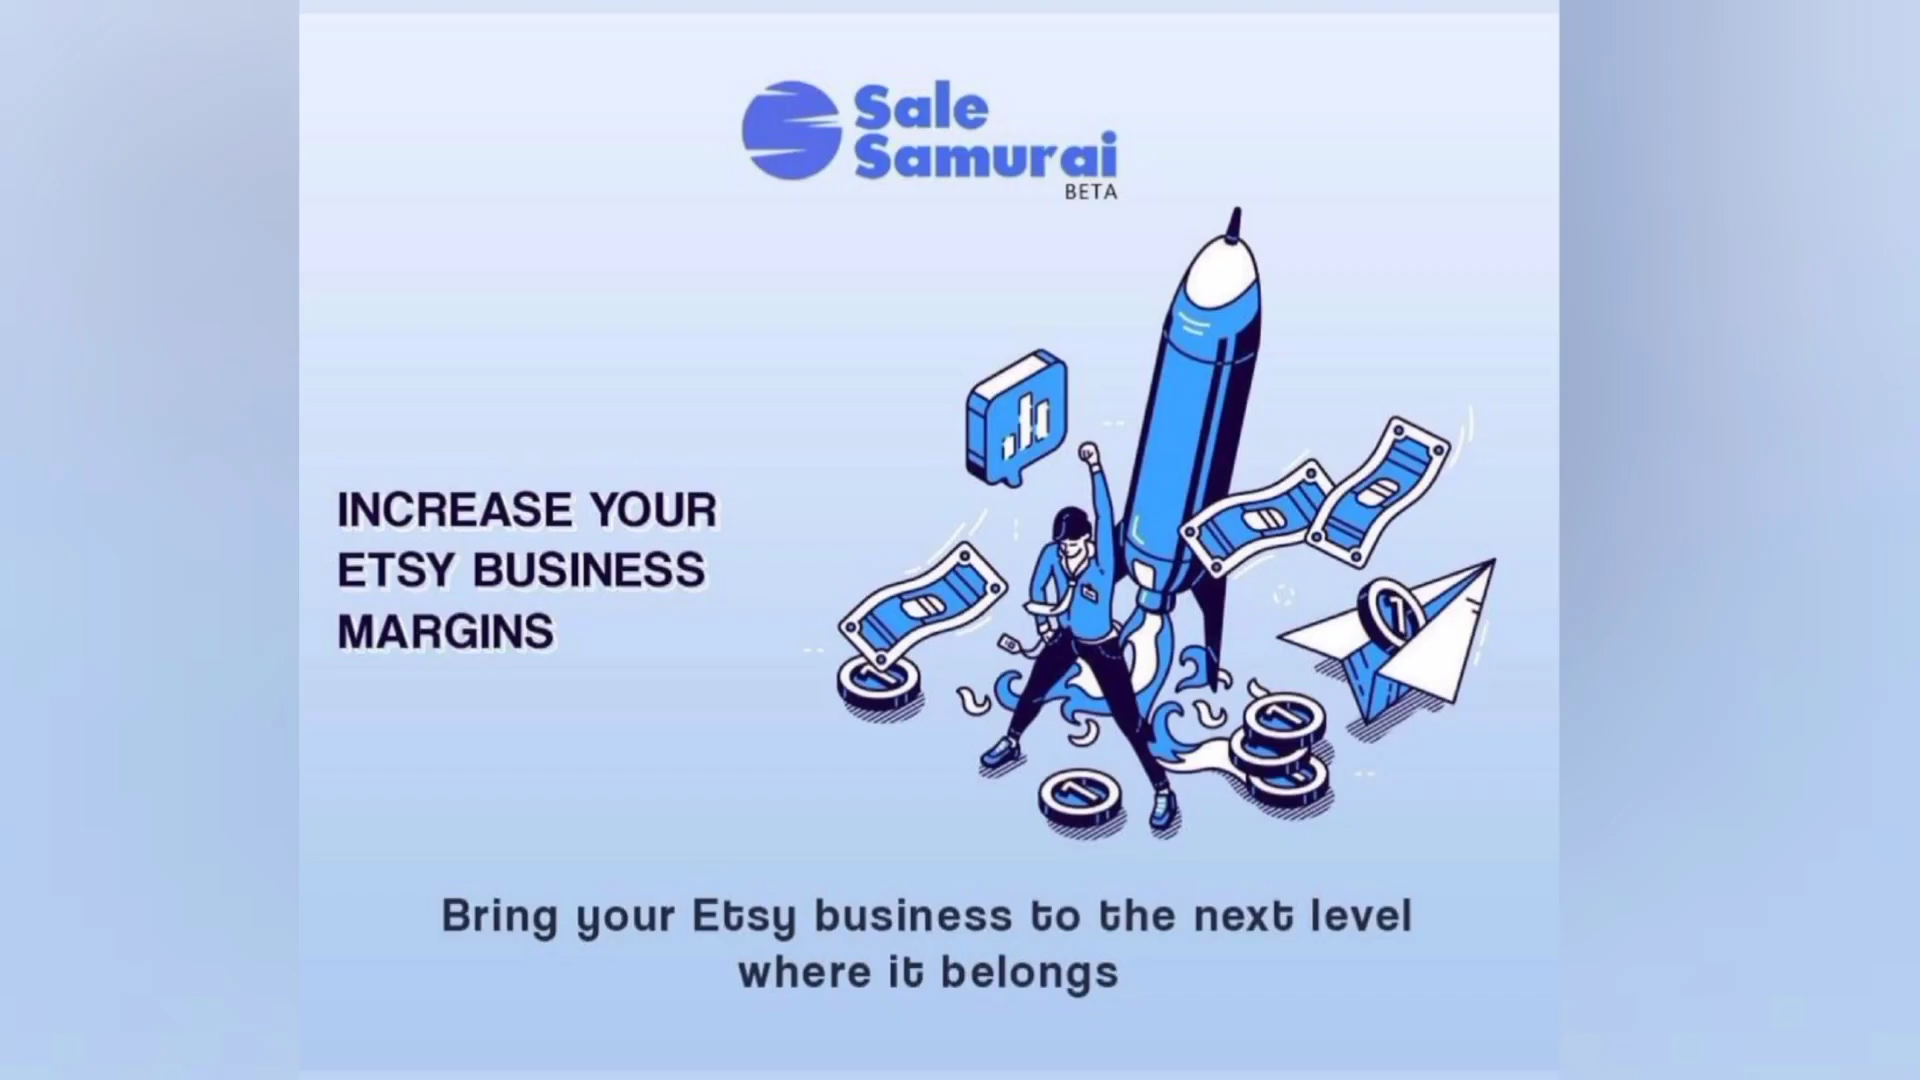 Sale
Samurai
BETA
INCREASE YOUR
ETSY BUSINESS
MARGINS
Bring your Etsy business to the next level
where it belongs